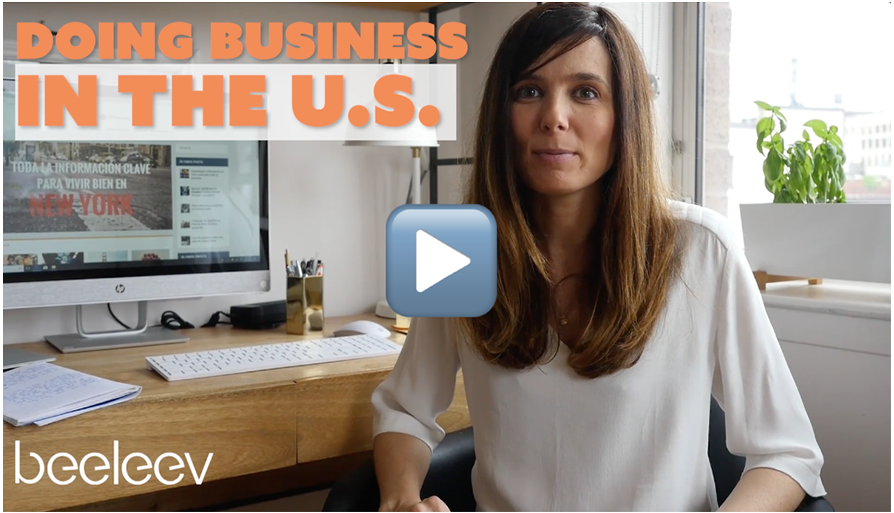 DOING BUSINESS
IN THE U.S.
TODA LA INFORMACIÓN CLAVE
PARA VIVIR BIEN EN
NEW YORK
hp
beeleev